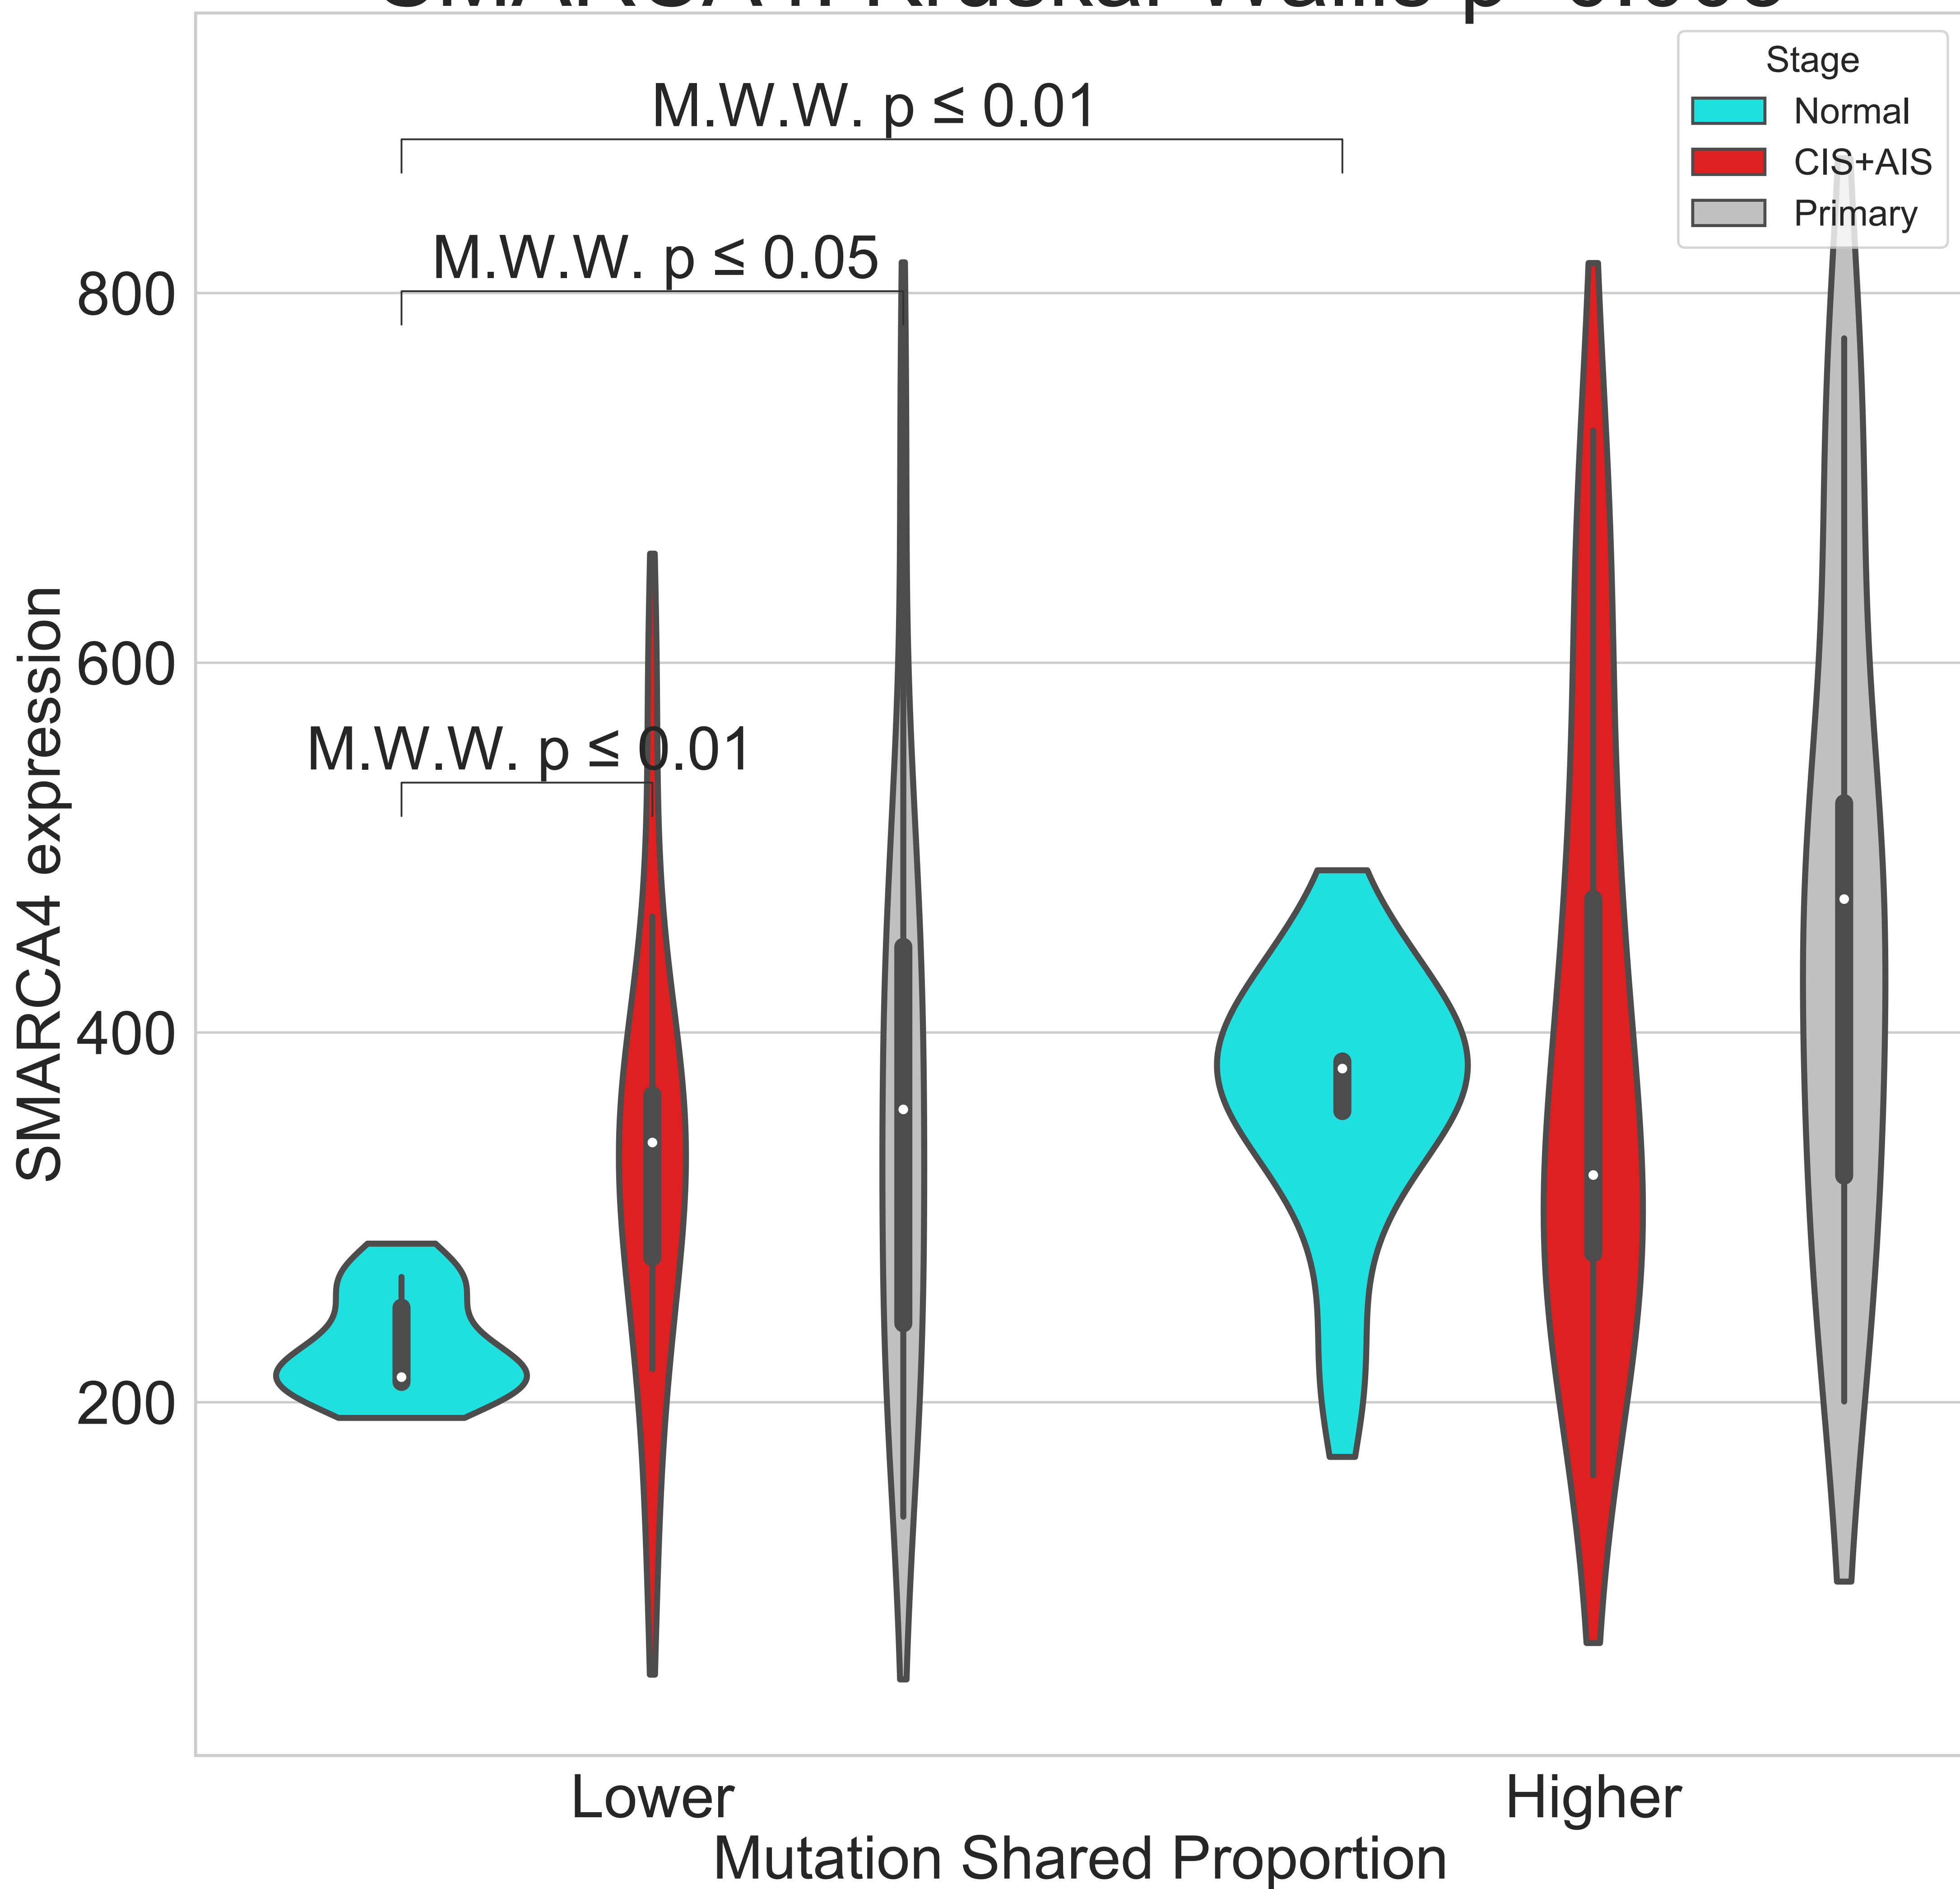 Stage
Normal
CIS+AIS
Primary
M.W.W. p ≤ 0.01
M.W.W. p ≤ 0.05
M.W.W. p ≤ 0.01
800
600
400
200
SMARCA4 expression
Lower
Higher
Mutation Shared Proportion